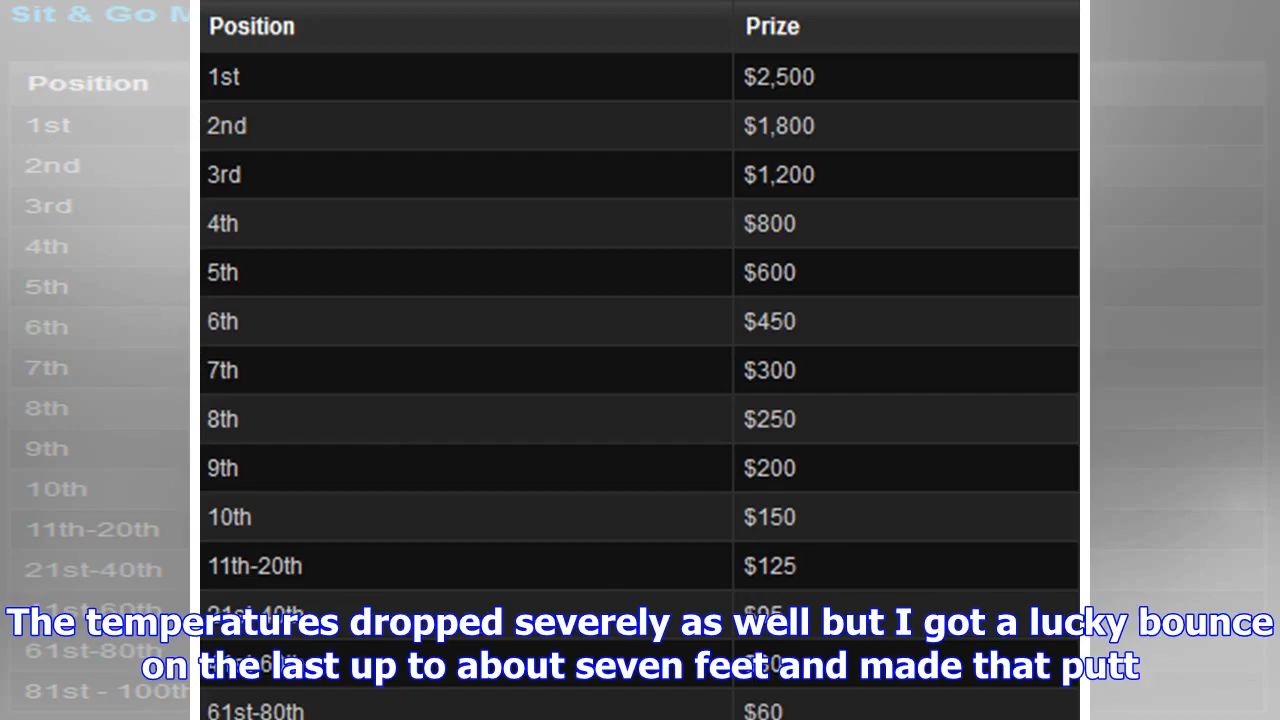 Sit & Go M
Position
1st
2nd
3rd
4th
5th
6th
7th
8th
9th
10th
11th-20th
21st-40th
61st-80th
81st - 100th
Position Prize
1st $2,500
2nd $1,800
3rd $1,200
4th $800
5th $600
6th $450
7th $300
8th $250
9th $200
10th $150
11th-20th $125
21st-40th $95
61st-80th $60
The temperatures dropped severely as well but I got a lucky bounce
on the last up to about seven feet and made that putt